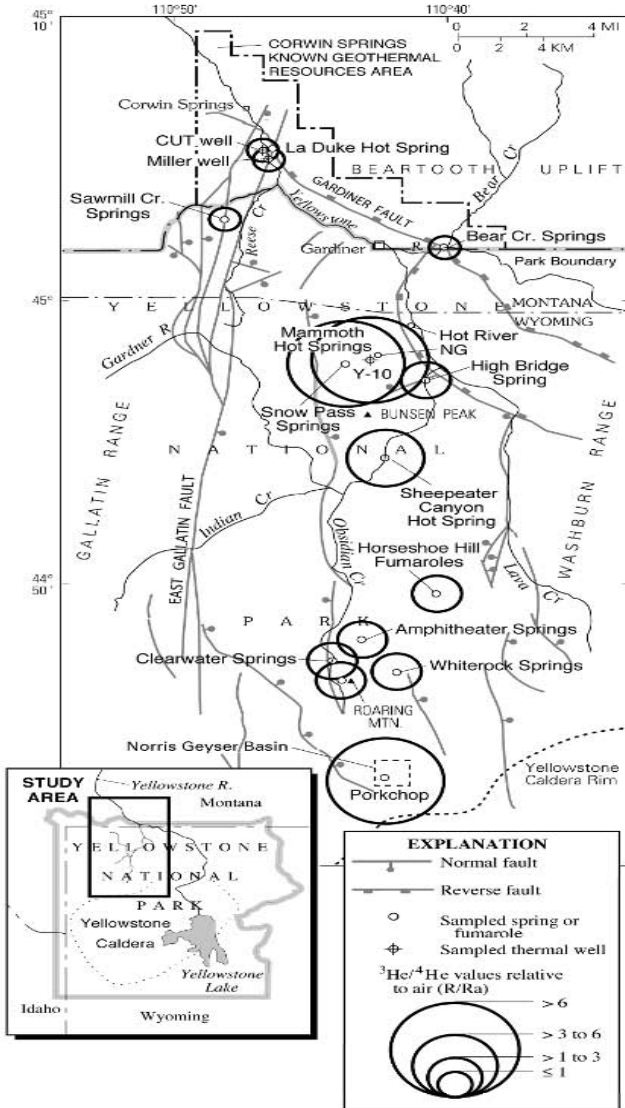 110°50'
110°40'
45°
10'
0 2 4 MI
0 2 4 KM
CORWIN SPRINGS
KNOWN GEOTHERMAL
RESOURCES AREA
Corwin Springs
CUT well
La Duke Hot Spring
Miller well
BEARTOOTH UPLIFT
Bear Cr
GARDINER FAULT
Sawmill Cr.
Springs
Reese Cr
Yellowstone
R
Gardiner
Bear Cr. Springs
Park Boundary
45°
YELLOWSTONE
MONTANA
WYOMING
Gardner R
Mammoth
Hot Springs
Hot River
NG
Y-10
High Bridge
Spring
Snow Pass
Springs
BUNSEN PEAK
GALLATIN RANGE
NATIONAL
WASHBURN RANGE
Sheepeater
Canyon
Hot Spring
Indian Cr
EAST GALLATIN FAULT
Obsidian Cr
Horseshoe Hill
Fumaroles
Lava Cr
44°
50'
PARK
Amphitheater Springs
Clearwater Springs
Whiterock Springs
ROARING
MTN.
Norris Geyser Basin
Porkchop
Yellowstone
Caldera Rim
STUDY
AREA
Yellowstone R.
Montana
YELLOWSTONE
NATIONAL
PARK
Yellowstone
Caldera
Yellowstone
Lake
Idaho
Wyoming
EXPLANATION
Normal fault
Reverse fault
Sampled spring or
fumarole
Sampled thermal well
³He/⁴He values relative
to air (R/Ra)
> 6
> 3 to 6
> 1 to 3
≤ 1